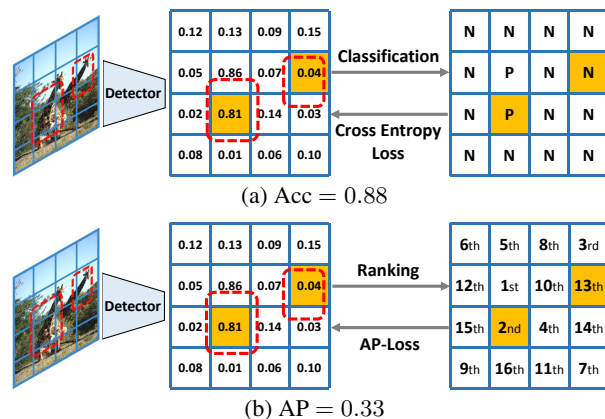 0.12 0.13 0.09 0.15 N N N N
Classification
Detector 0.05 0.86 0.07 0.04 N P N N
0.02 0.81 0.14 0.03 N P N N
Cross Entropy
Loss
0.08 0.01 0.06 0.10 N N N N
(a) Acc = 0.88
0.12 0.13 0.09 0.15 6th 5th 8th 3rd
Ranking
Detector 0.05 0.86 0.07 0.04 12th 1st 10th 13th
0.02 0.81 0.14 0.03 15th 2nd 4th 14th
AP-Loss
0.08 0.01 0.06 0.10 9th 16th 11th 7th
(b) AP = 0.33